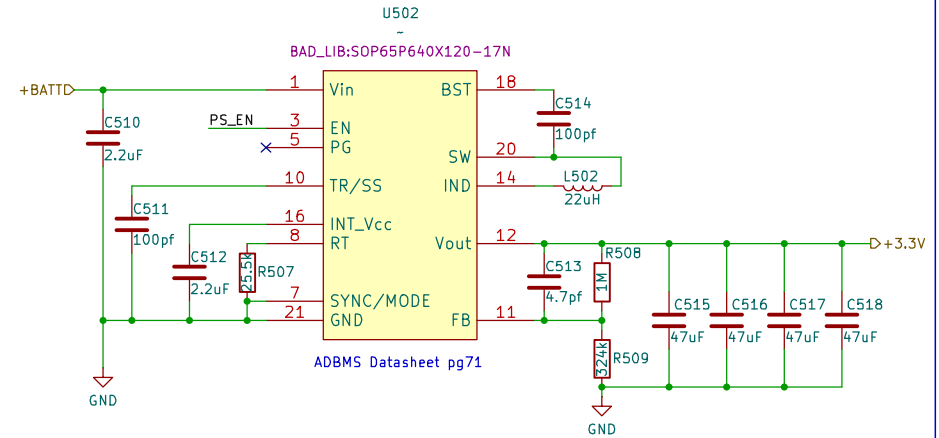 U502
~
BAD_LIB:SOP65P640X120-17N
+BATT
1
Vin
BST
18
C510
2.2uF
C514
100pf
PS_EN
3
EN
5
PG
SW
20
10
TR/SS
IND
14
L502
22uH
C511
100pf
16
INT_Vcc
8
RT
Vout
12
+3.3V
C512
2.2uF
25.5k
R507
C513
4.7pf
R508
1M
7
SYNC/MODE
21
GND
FB
11
C515
47uF
C516
47uF
C517
47uF
C518
47uF
324k
R509
ADBMS Datasheet pg71
GND
GND